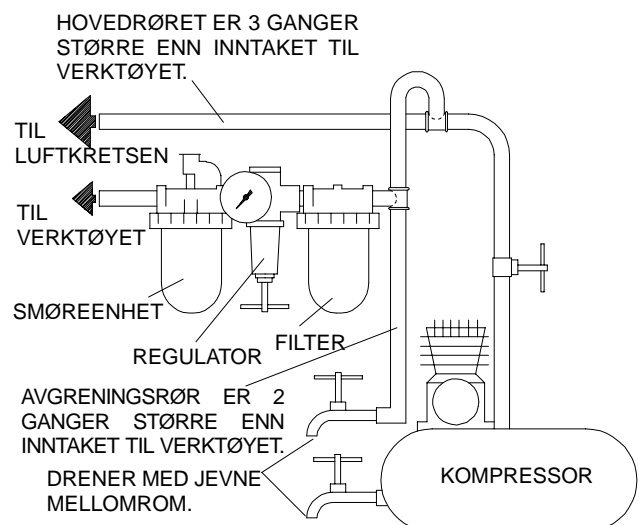 HOVEDRØRET ER 3 GANGER
STØRRE ENN INNTAKET TIL
VERKTØYET.
TIL
LUFTKRETSEN
TIL
VERKTØYET
SMØREENHET
REGULATOR
FILTER
AVGRENINGSRØR ER 2
GANGER STØRRE ENN
INNTAKET TIL VERKTØYET.
DRENER MED JEVNE
MELLOMROM.
KOMPRESSOR